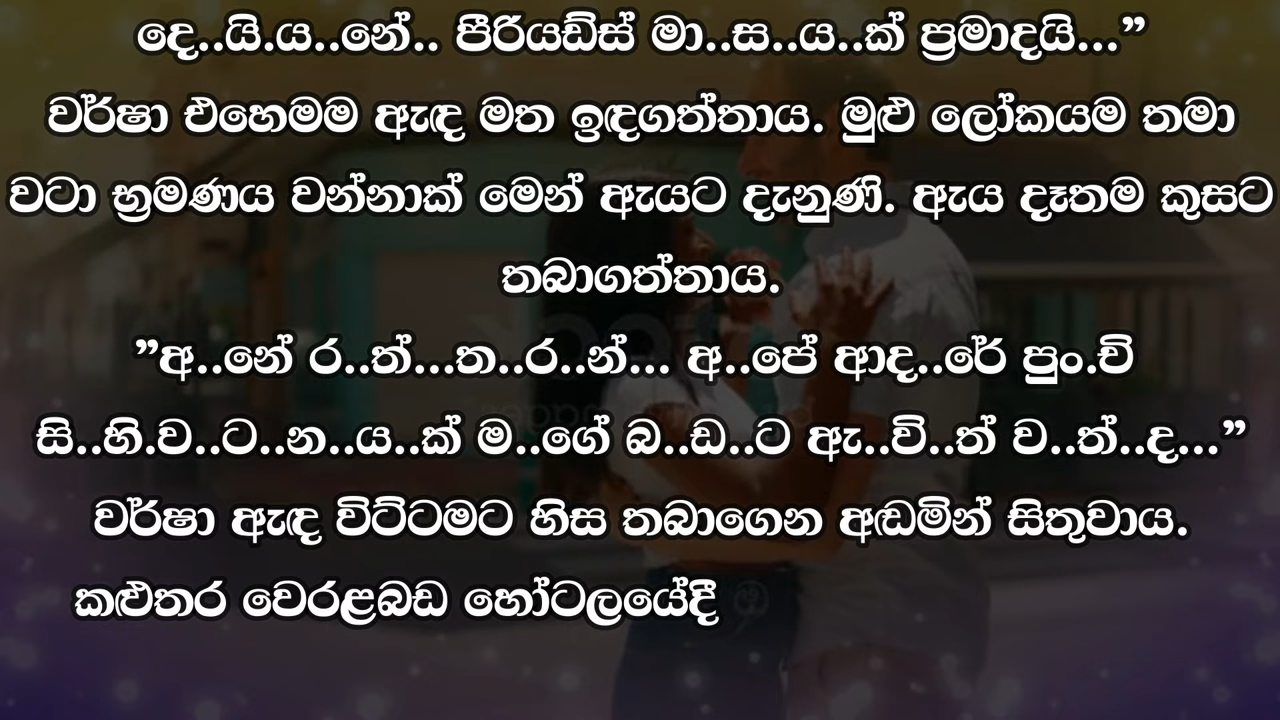 දෙ..යි.ය..නේ.. පීරියඩ්ස් මා..ස..ය..ක් ප්‍රමාදයි...”
වර්ෂා එහෙමම ඇඳ මත ඉඳගත්තාය. මුළු ලෝකයම තමා
වටා භ්‍රමණය වන්නාක් මෙන් ඇයට දැනුණි. ඇය දෑතම කුසට
තබාගත්තාය.
”අ..නේ ර..ත්...ත..ර..න්... අ..පේ ආද..රේ පුං.චි
සි..හි.ව..ට..න..ය..ක් ම..ගේ බ..ඩ..ට ඇ..වි..ත් ව..ත්..ද...”
වර්ෂා ඇඳ විට්ටමට හිස තබාගෙන අඬමින් සිතුවාය.
කළුතර වෙරළබඩ හෝටලයේදී